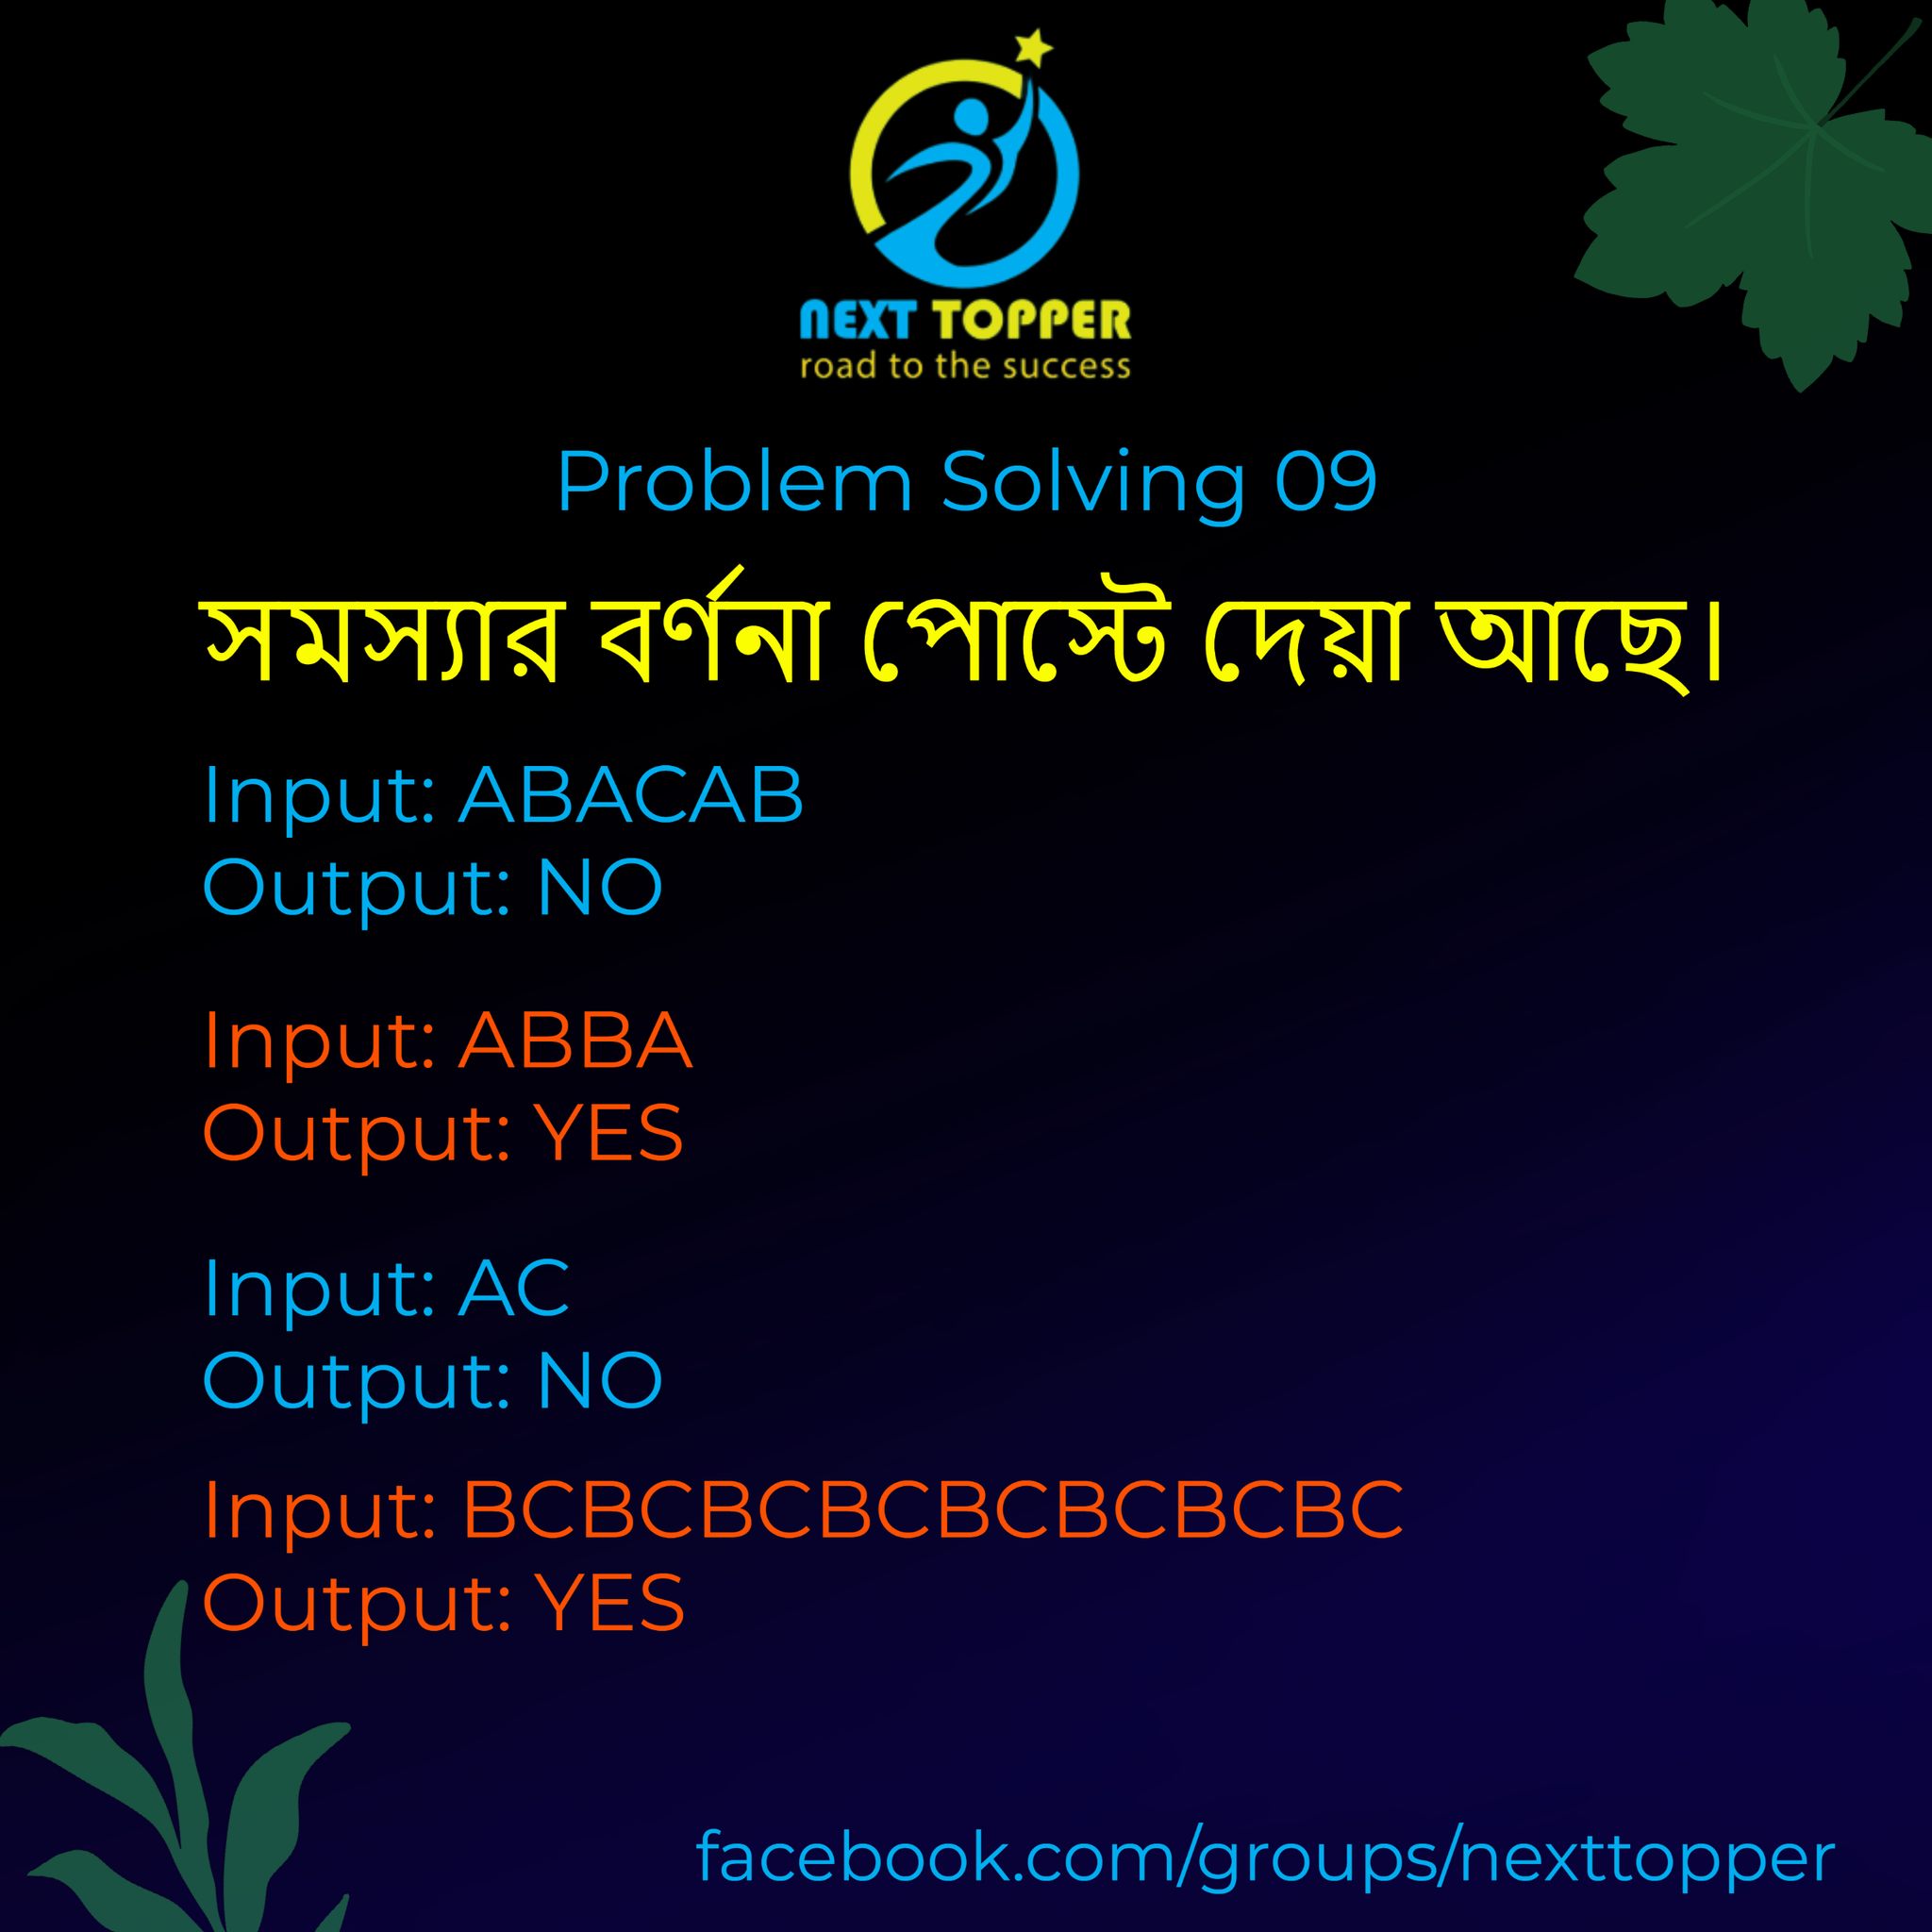 NEXT TOPPER
road to the success
Problem Solving 09
সমস্যার বর্ণনা পোস্টে দেয়া আছে।
Input: ABACAB
Output: NO
Input: ABBA
Output: YES
Input: AC
Output: NO
Input: BCBCBCBCBCBCBCBC
Output: YES
facebook.com/groups/nexttopper